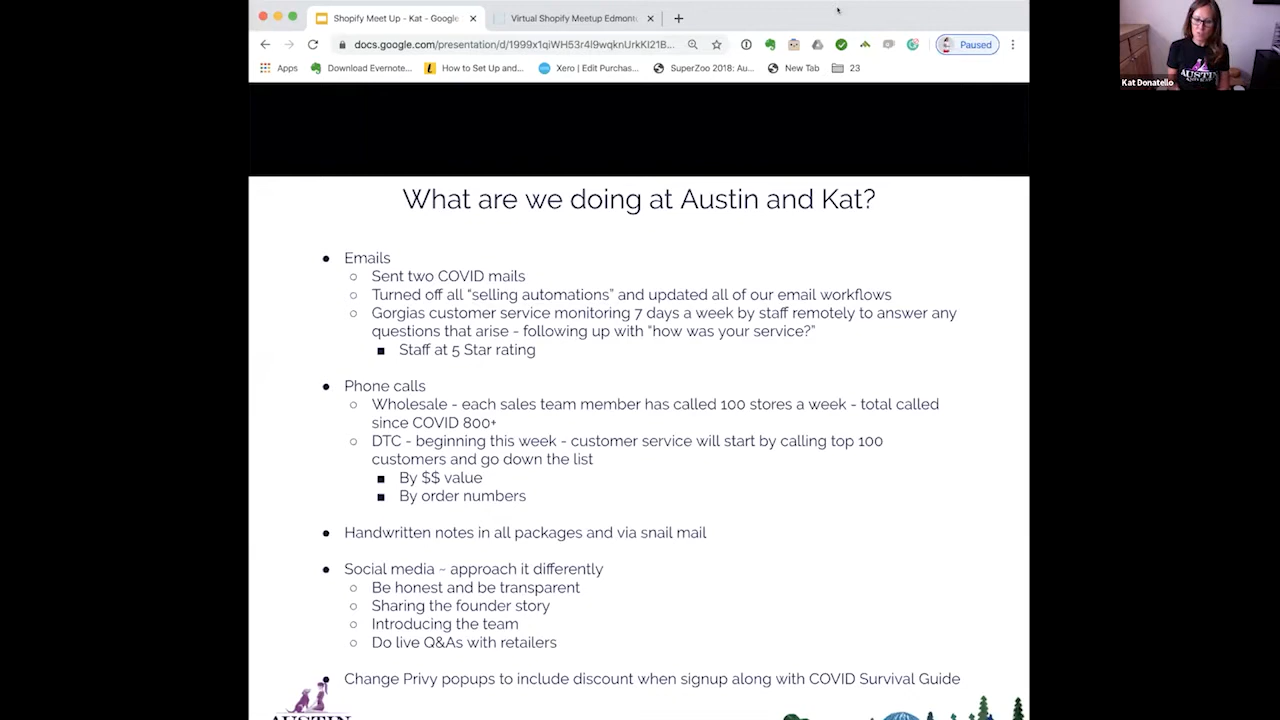 Shopify Meet Up - Kat - Google
Virtual Shopify Meetup Edmont
docs.google.com/presentation/d/1999x1qiWH53r4l9wqknUrkKI21B...
Paused
Apps
Download Evernote...
How to Set Up and...
Xero | Edit Purchas...
SuperZoo 2018: Au...
New Tab
23
Kat Donatello
AUSTIN
What are we doing at Austin and Kat?
● Emails
○ Sent two COVID mails
○ Turned off all “selling automations” and updated all of our email workflows
○ Gorgias customer service monitoring 7 days a week by staff remotely to answer any
questions that arise - following up with “how was your service?”
■ Staff at 5 Star rating
● Phone calls
○ Wholesale - each sales team member has called 100 stores a week - total called
since COVID 800+
○ DTC - beginning this week - customer service will start by calling top 100
customers and go down the list
■ By $$ value
■ By order numbers
● Handwritten notes in all packages and via snail mail
● Social media ~ approach it differently
○ Be honest and be transparent
○ Sharing the founder story
○ Introducing the team
○ Do live Q&As with retailers
● Change Privy popups to include discount when signup along with COVID Survival Guide
AUSTIN